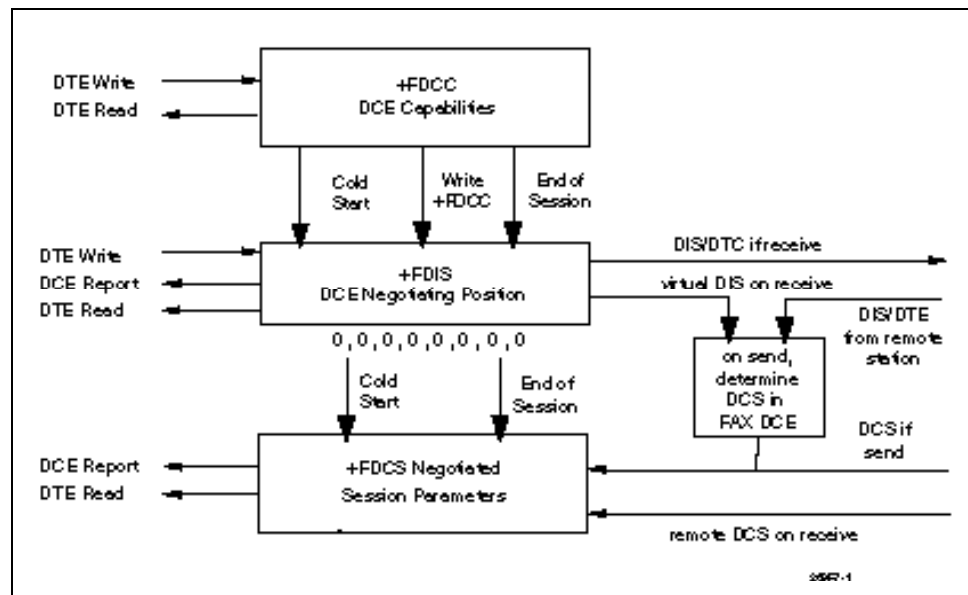 DTE Write
DTE Read
+FDCC
DCE Capabilities
Cold
Start
Write
+FDCC
End of
Session
DTE Write
DCE Report
DTE Read
+FDIS
DCE Negotiating Position
DIS/DTC if receive
virtual DIS on receive
DIS/DTE
from remote
station
0,0,0,0,0,0,0,0
Cold
Start
End of
Session
on send,
determine
DCS in
FAX DCE
DCS if
send
DCE Report
DTE Read
+FDCS Negotiated
Session Parameters
remote DCS on receive